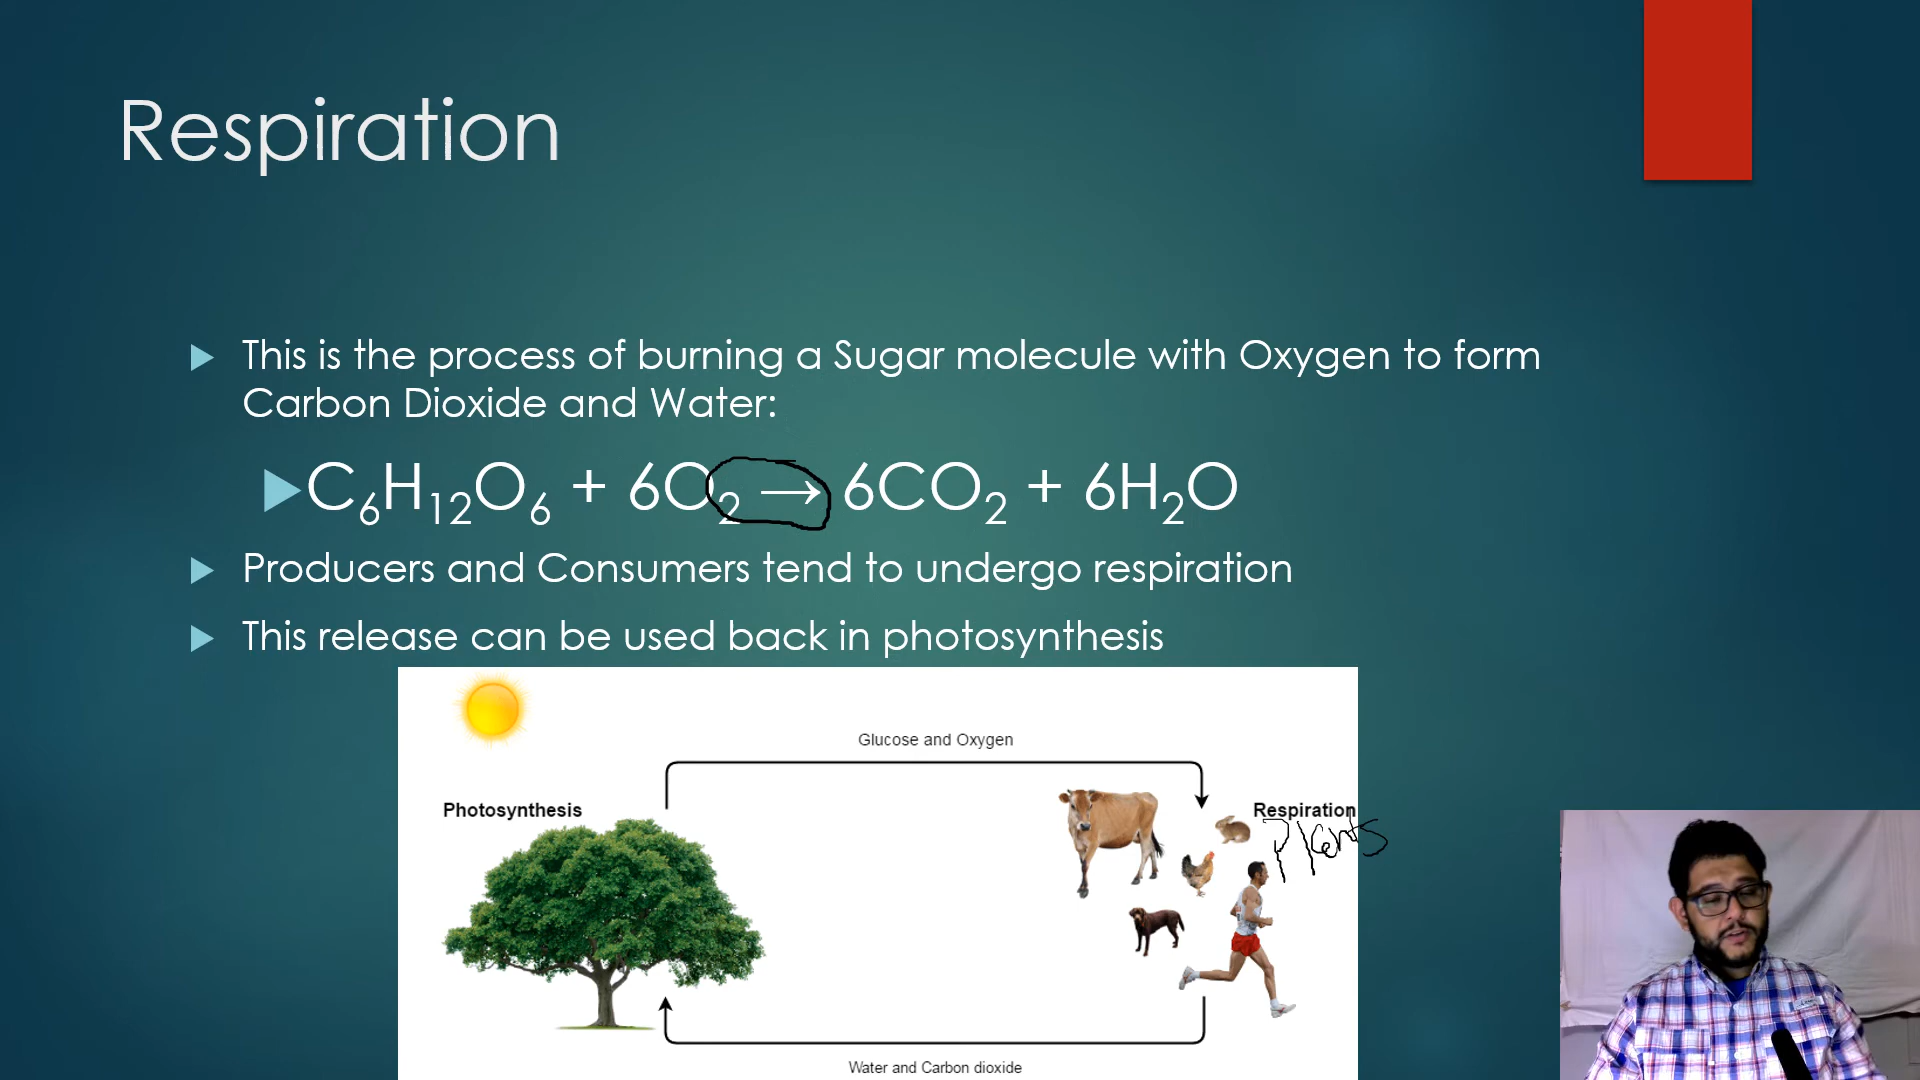 Respiration
This is the process of burning a Sugar molecule with Oxygen to form
Carbon Dioxide and Water:
C₆H₁₂O₆ + 6O₂ → 6CO₂ + 6H₂O
Producers and Consumers tend to undergo respiration
This release can be used back in photosynthesis
Glucose and Oxygen
Photosynthesis
Respiration
Plants
Water and Carbon dioxide